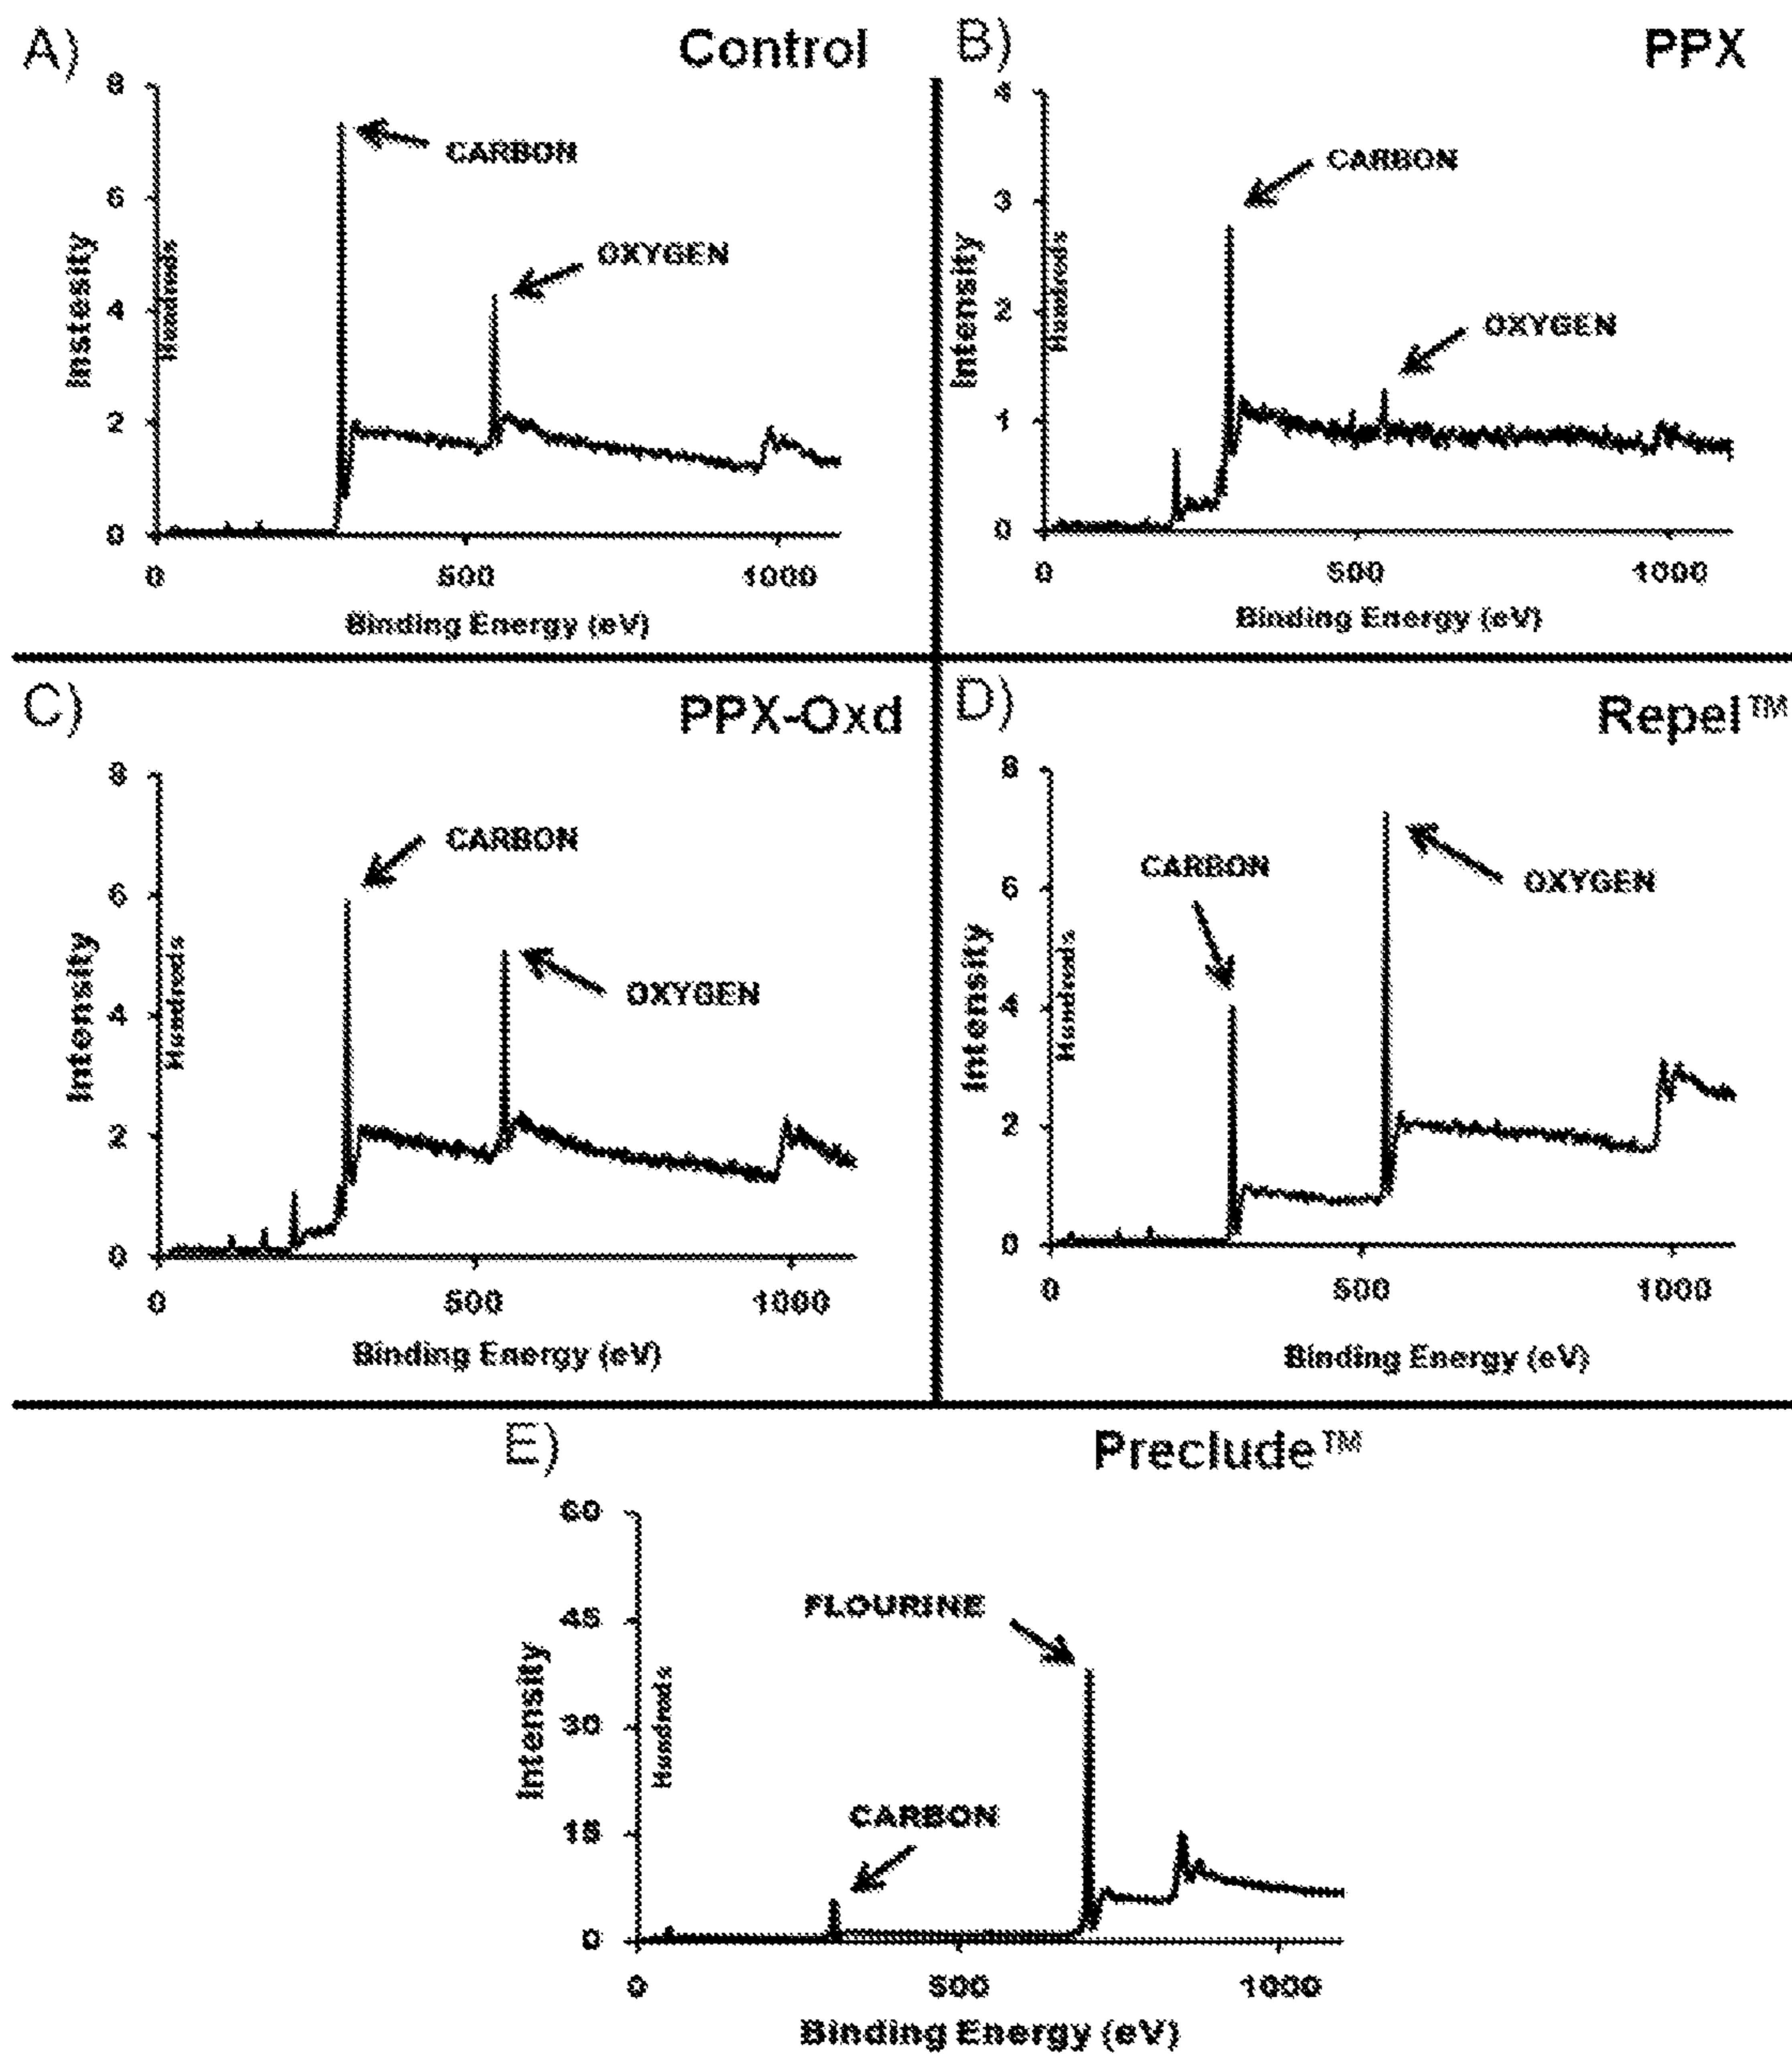 A)
Control
8
6
4
2
0
Instesity
Hundreds
CARBON
OXYGEN
0 500 1000
Binding Energy (eV)
B)
PPX
4
3
2
1
0
Intensity
Hundreds
CARBON
OXYGEN
0 500 1000
Binding Energy (eV)
C)
PPX-Oxd
8
6
4
2
0
Intensity
Hundreds
CARBON
OXYGEN
0 500 1000
Binding Energy (eV)
D)
Repel™
8
6
4
2
0
Intensity
Hundreds
CARBON
OXYGEN
0 500 1000
Binding Energy (eV)
E)
Preclude™
60
45
30
15
0
Intensity
Hundreds
FLOURINE
CARBON
0 500 1000
Binding Energy (eV)